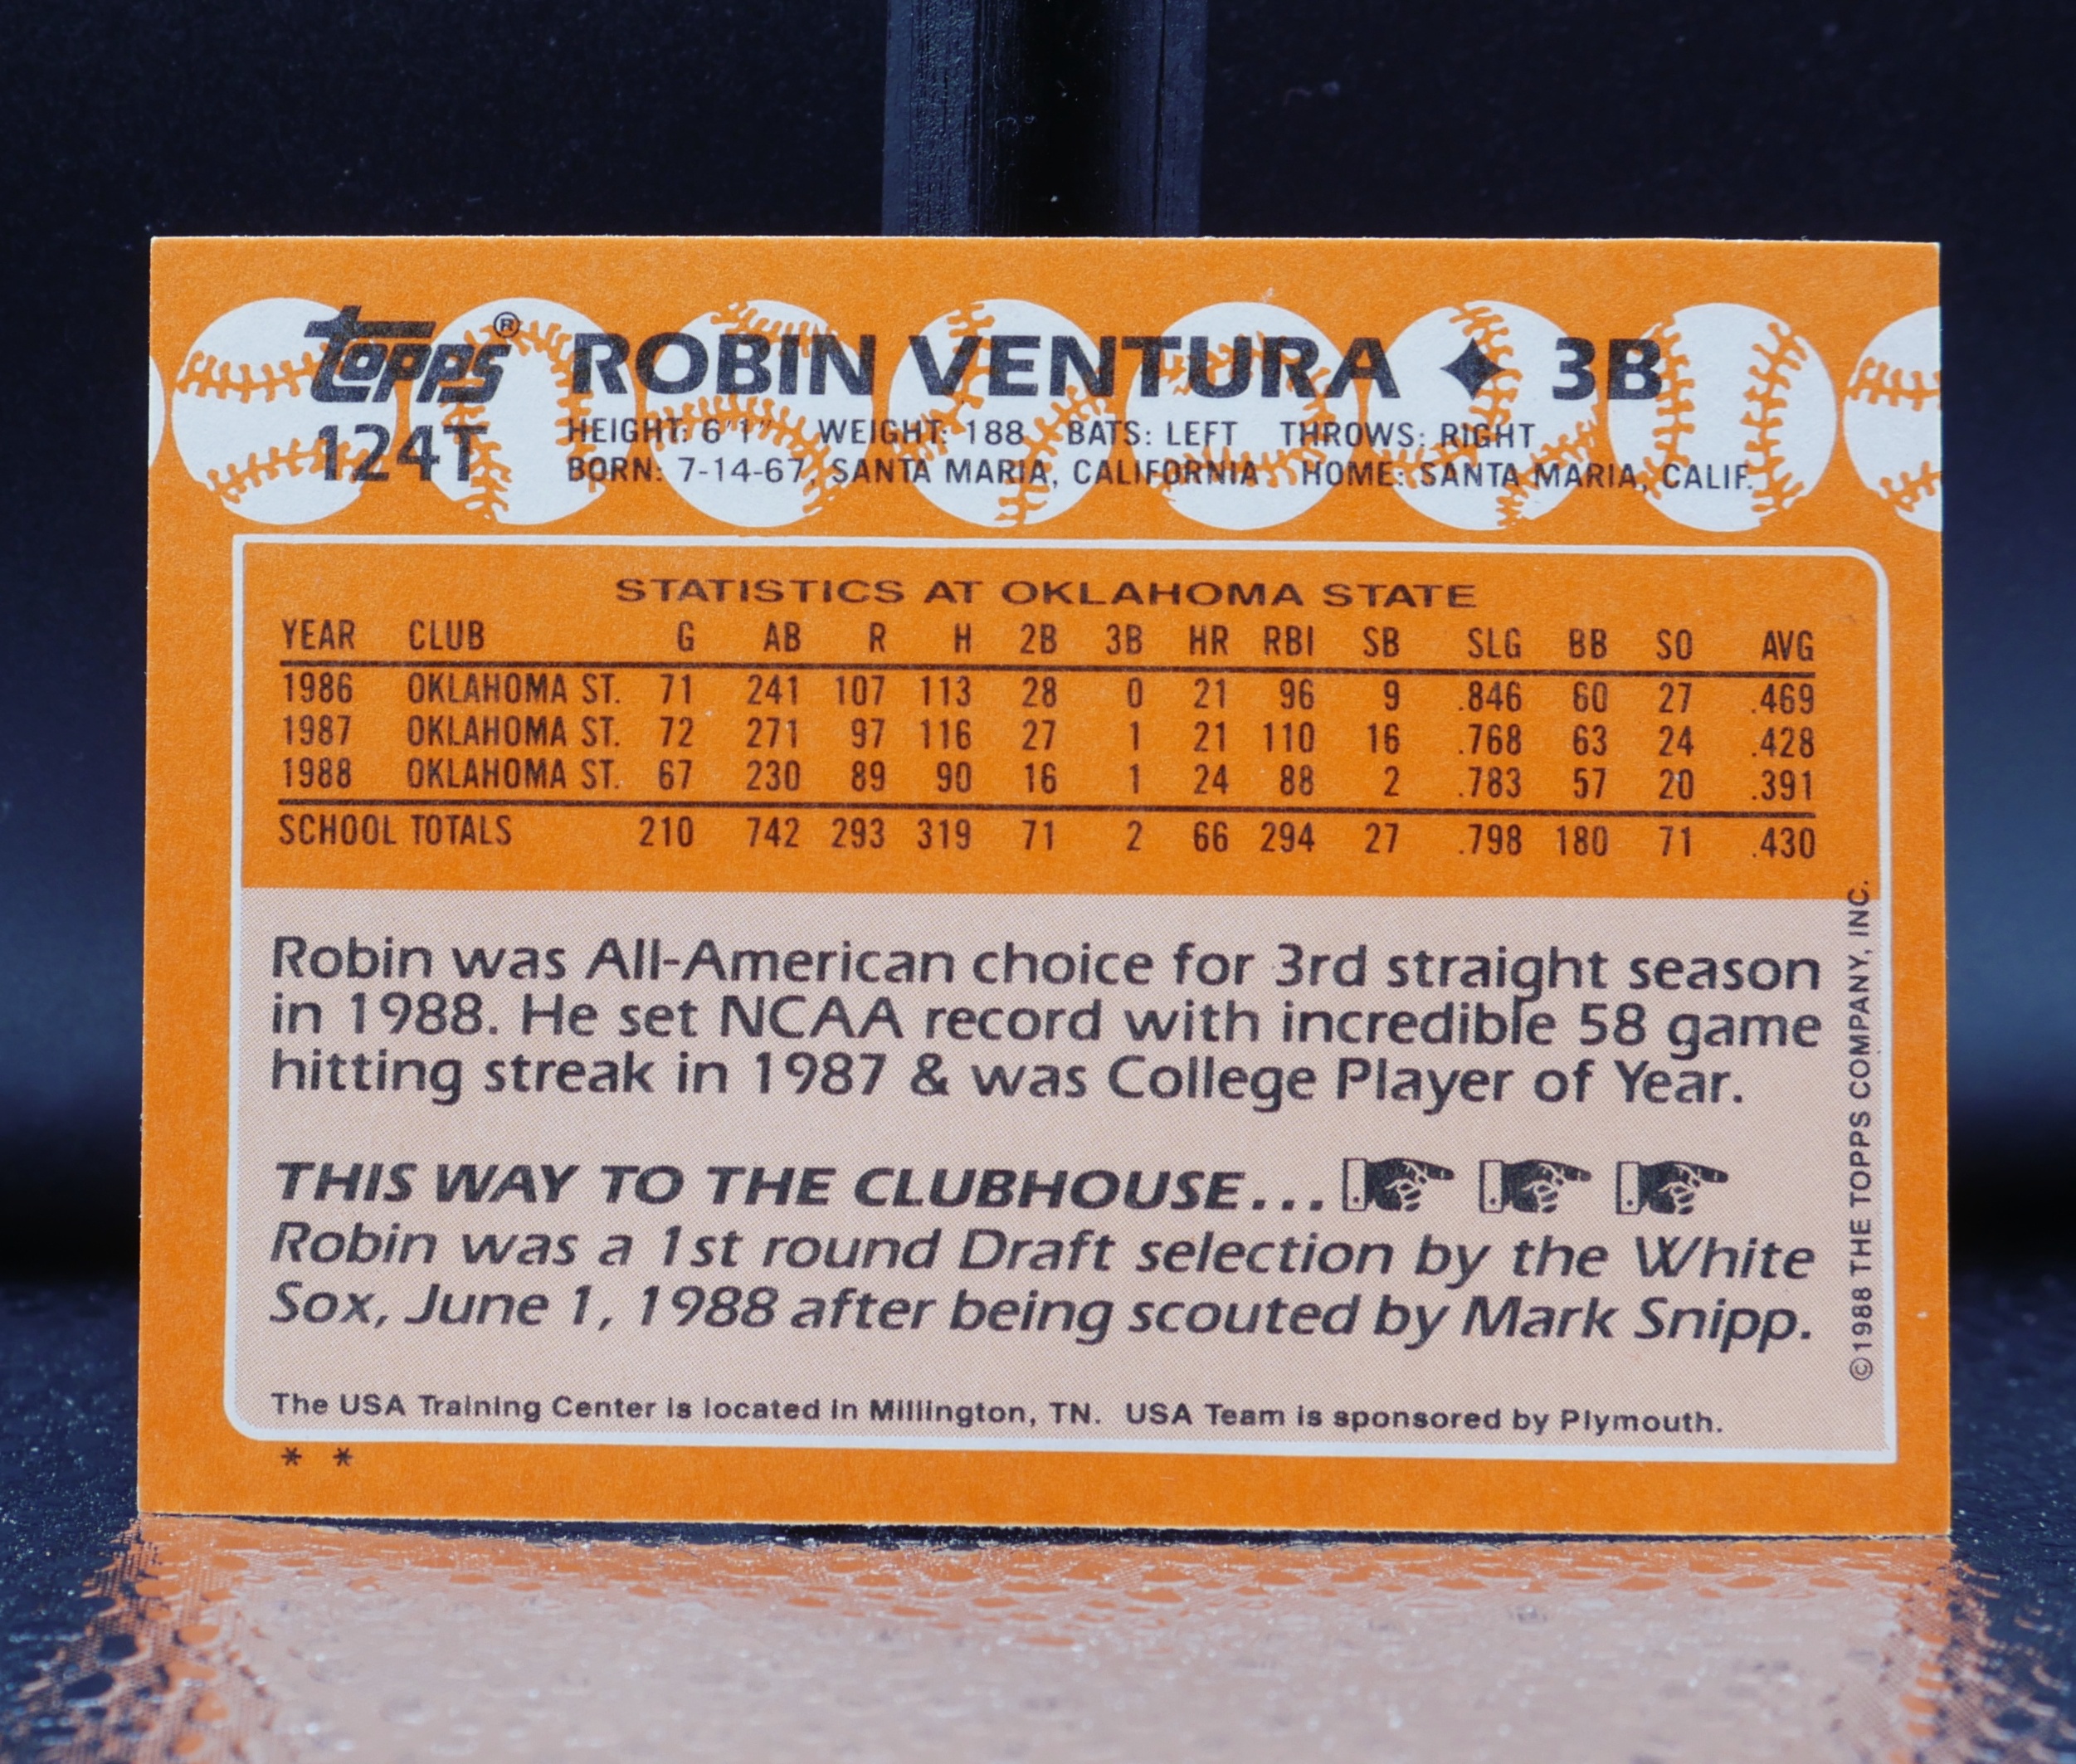 topps® ROBIN VENTURA ✦ 3B
124T
HEIGHT: 6'1" WEIGHT: 188 BATS: LEFT THROWS: RIGHT
BORN: 7-14-67, SANTA MARIA, CALIFORNIA HOME: SANTA MARIA, CALIF.
STATISTICS AT OKLAHOMA STATE
YEAR CLUB G AB R H 2B 3B HR RBI SB SLG BB SO AVG
1986 OKLAHOMA ST. 71 241 107 113 28 0 21 96 9 .846 60 27 .469
1987 OKLAHOMA ST. 72 271 97 116 27 1 21 110 16 .768 63 24 .428
1988 OKLAHOMA ST. 67 230 89 90 16 1 24 88 2 .783 57 20 .391
SCHOOL TOTALS 210 742 293 319 71 2 66 294 27 .798 180 71 .430
Robin was All-American choice for 3rd straight season
in 1988. He set NCAA record with incredible 58 game
hitting streak in 1987 & was College Player of Year.
THIS WAY TO THE CLUBHOUSE...
Robin was a 1st round Draft selection by the White
Sox, June 1, 1988 after being scouted by Mark Snipp.
The USA Training Center is located in Millington, TN. USA Team is sponsored by Plymouth.
* *
©1988 THE TOPPS COMPANY, INC.